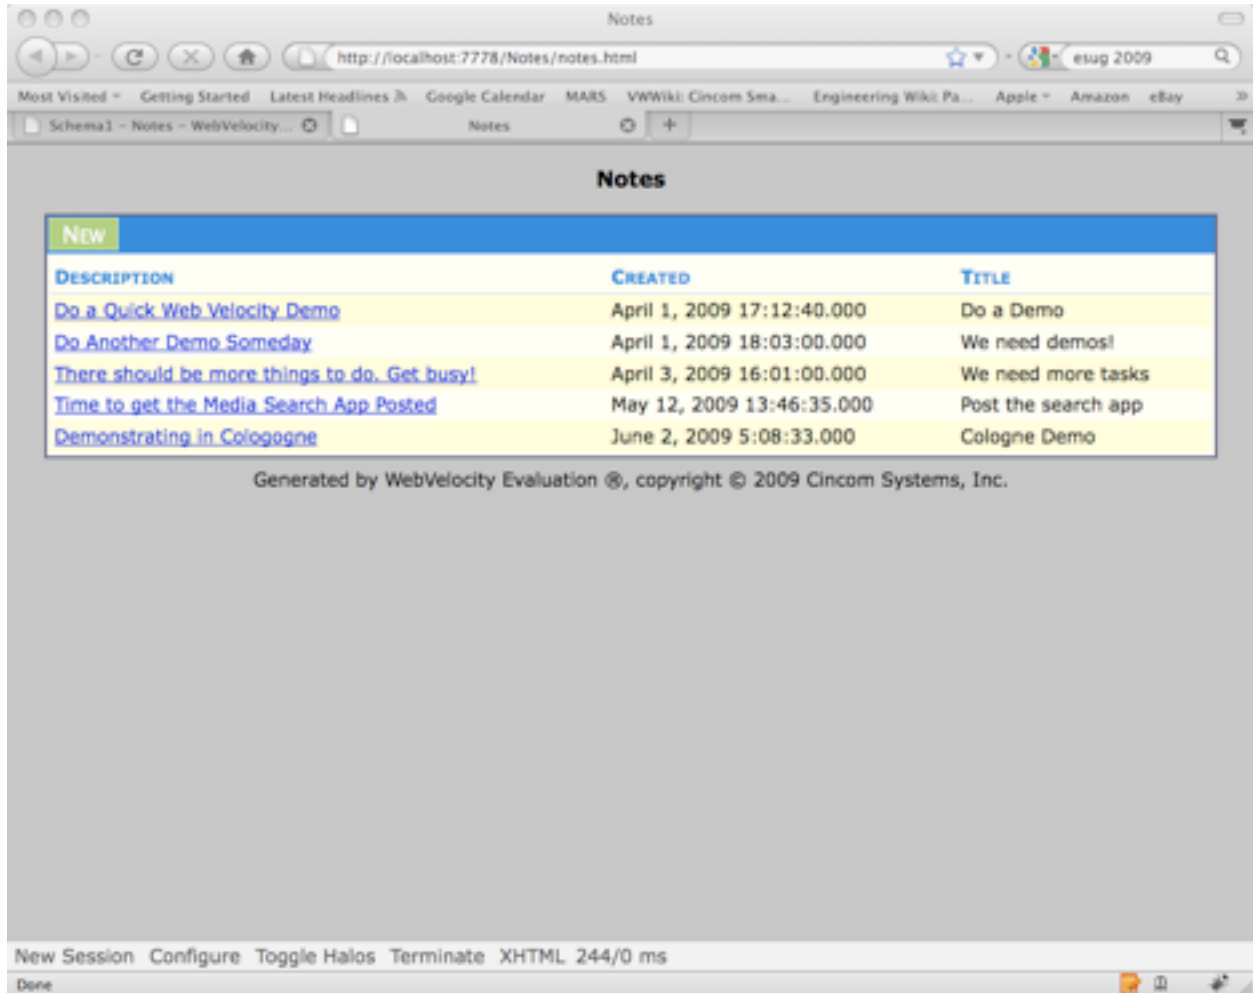 Notes
http://localhost:7778/Notes/notes.html esug 2009
Most Visited Getting Started Latest Headlines Google Calendar MARS VWWiki: Cincom Sma... Engineering Wiki: Pa... Apple Amazon eBay
Schema1 - Notes - WebVelocity... Notes
Notes
New
Description Created Title
Do a Quick Web Velocity Demo April 1, 2009 17:12:40.000 Do a Demo
Do Another Demo Someday April 1, 2009 18:03:00.000 We need demos!
There should be more things to do. Get busy! April 3, 2009 16:01:00.000 We need more tasks
Time to get the Media Search App Posted May 12, 2009 13:46:35.000 Post the search app
Demonstrating in Colgogne June 2, 2009 5:08:33.000 Cologne Demo
Generated by WebVelocity Evaluation ®, copyright © 2009 Cincom Systems, Inc.
New Session Configure Toggle Halos Terminate XHTML 244/0 ms
Done